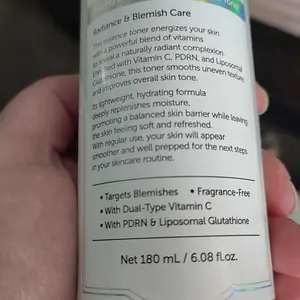 Radiance & Blemish Care
This essence toner energizes your skin
with a powerful blend of vitamins
to reveal a naturally radiant complexion.
Enriched with Vitamin C, PDRN, and Liposomal
Glutathione, this toner smooths uneven texture
and improves overall skin tone.
Its lightweight, hydrating formula
deeply replenishes moisture,
promoting a balanced skin barrier while leaving
the skin feeling soft and refreshed.
With regular use, your skin will appear
smoother and well prepped for the next steps
in your skincare routine.
• Targets Blemishes • Fragrance-Free
• With Dual-Type Vitamin C
• With PDRN & Liposomal Glutathione
Net 180 mL / 6.08 fl.oz.